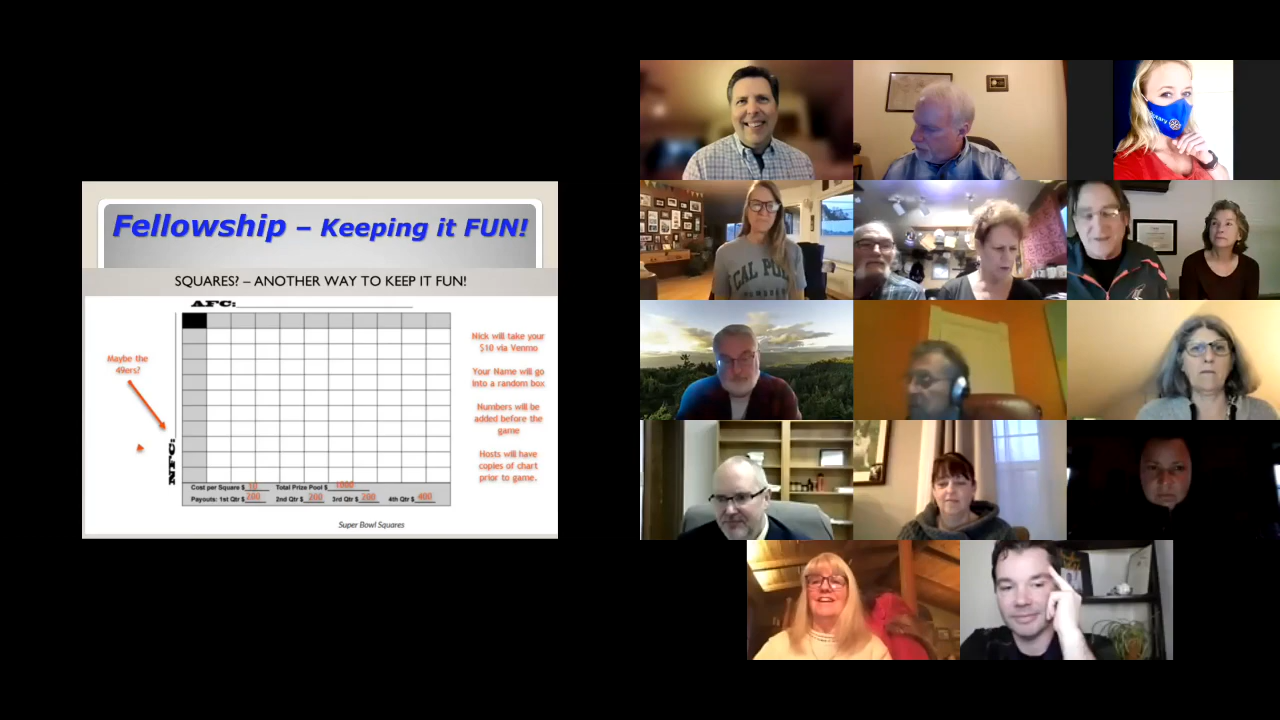 Fellowship – Keeping it FUN!
SQUARES? – ANOTHER WAY TO KEEP IT FUN!
AFC:
Maybe the
49ers?
NFC:
Nick will take your
$10 via Venmo
Your Name will go
into a random box
Numbers will be
added before the
game
Hosts will have
copies of chart
prior to game.
Cost per Square $ 10 Total Prize Pool $ 1000
Payouts: 1st Qtr $ 200 2nd Qtr $ 200 3rd Qtr $ 200 4th Qtr $ 400
Super Bowl Squares
Rotary
CAL POLY